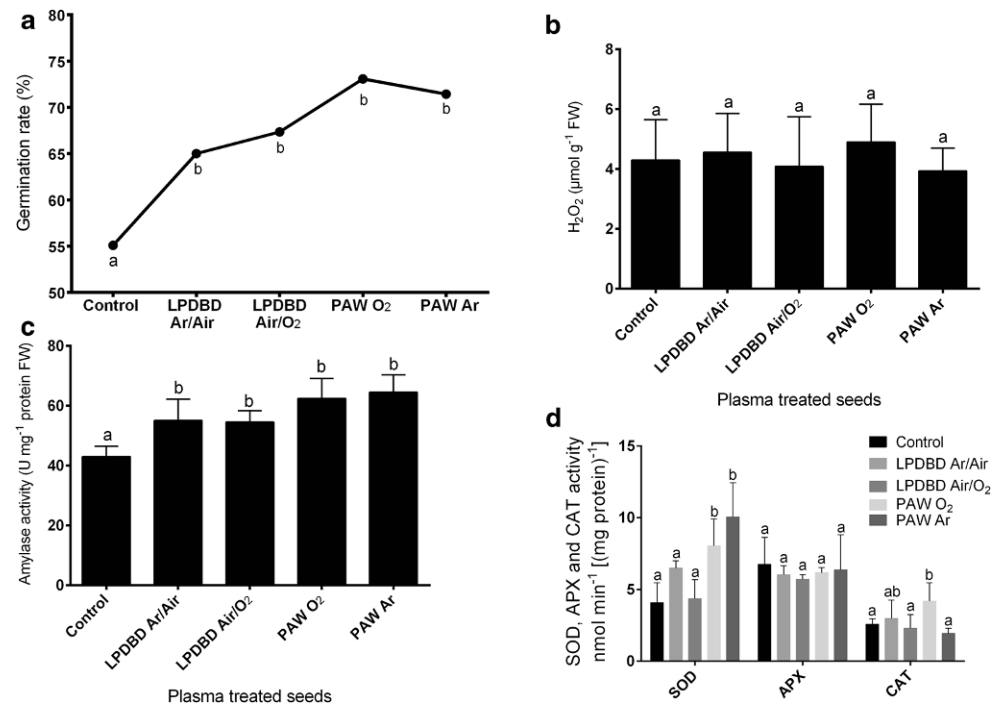 a
Germination rate (%)
80
75
70
65
60
55
50
a
b
b
b
b
Control
LPDBD
Ar/Air
LPDBD
Air/O₂
PAW O₂
PAW Ar
b
H₂O₂ (µmol g⁻¹ FW)
8
6
4
2
0
a
a
a
a
a
Control
LPDBD Ar/Air
LPDBD Air/O₂
PAW O₂
PAW Ar
Plasma treated seeds
c
Amylase activity (U mg⁻¹ protein FW)
80
60
40
20
0
a
b
b
b
b
Control
LPDBD Ar/Air
LPDBD Air/O₂
PAW O₂
PAW Ar
Plasma treated seeds
d
SOD, APX and CAT activity
nmol min⁻¹ [(mg protein)⁻¹]
15
10
5
0
Control
LPDBD Ar/Air
LPDBD Air/O₂
PAW O₂
PAW Ar
a
a
a
b
b
a
a
a
a
a
a
ab
a
b
a
SOD
APX
CAT